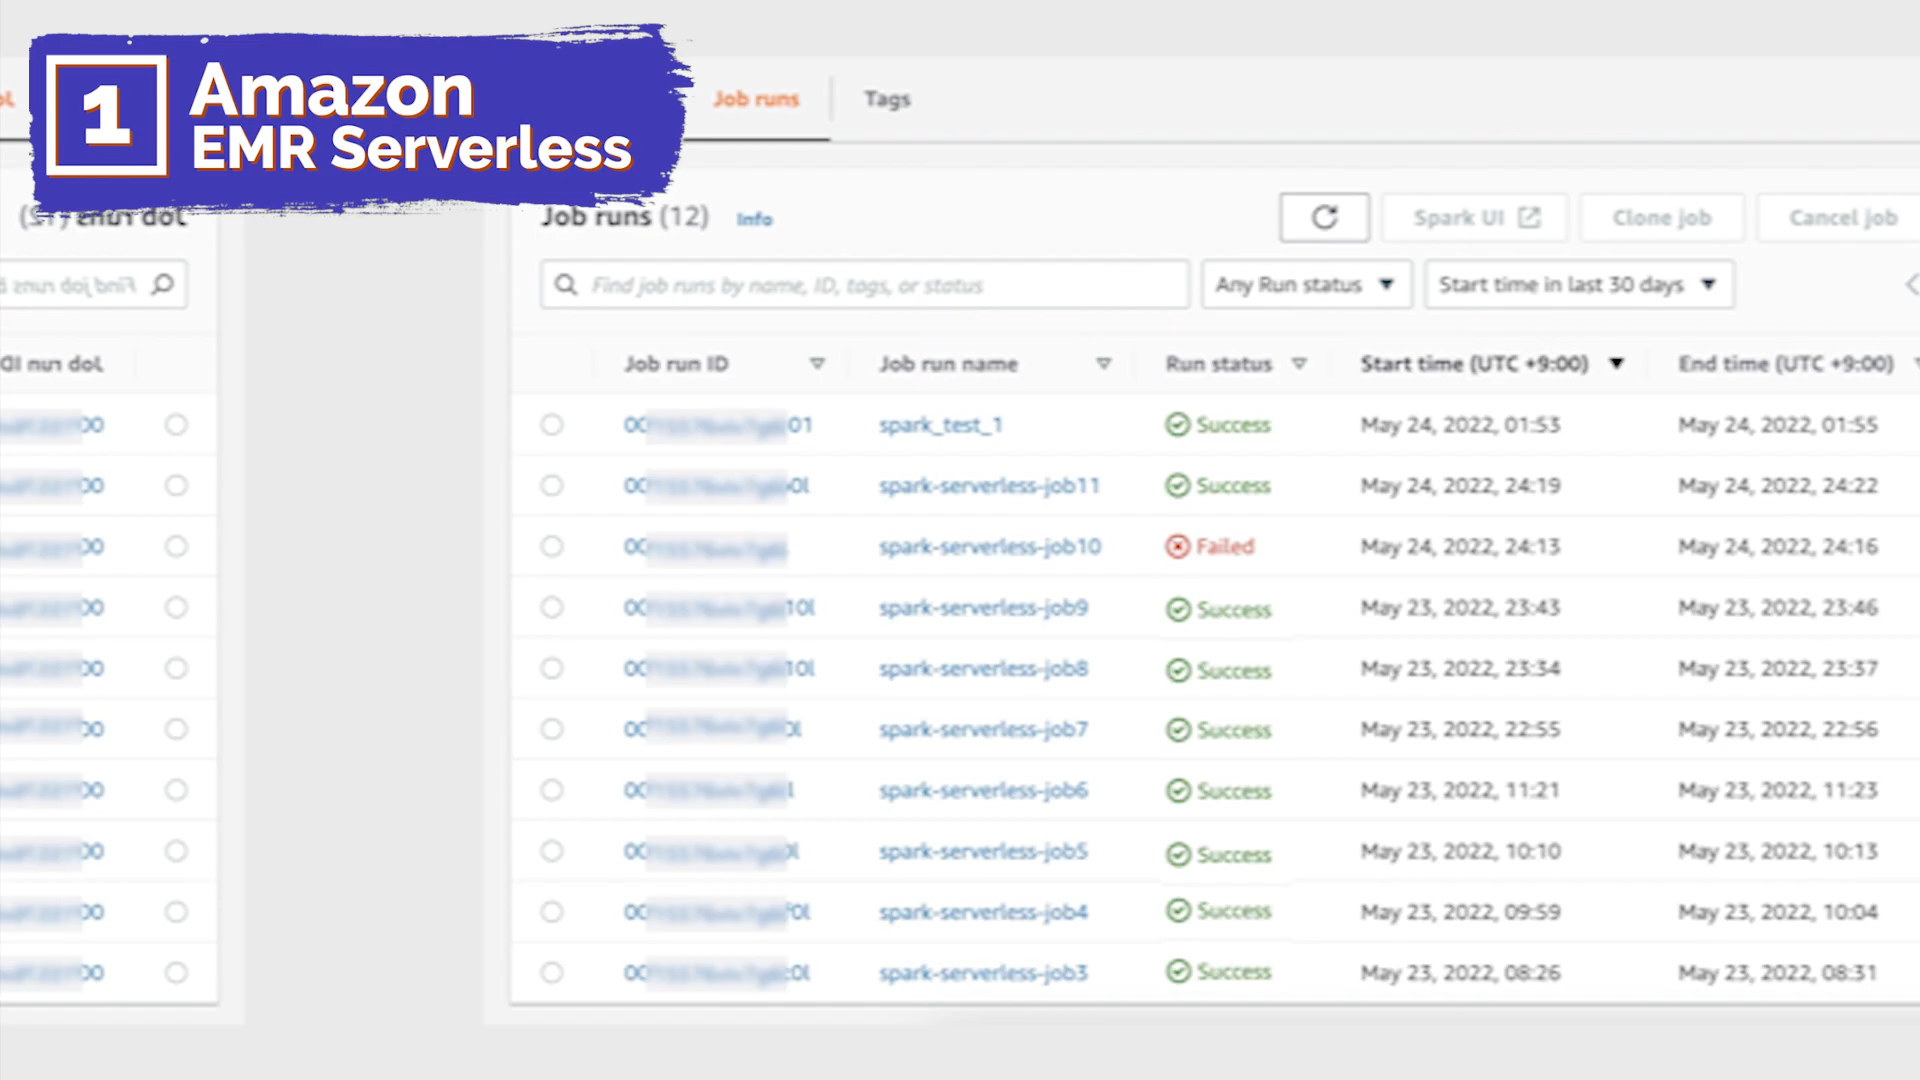 1
Amazon
EMR Serverless
Job runs
Tags
Job runs (12) Info
Spark UI
Clone job
Cancel job
Find job runs by name, ID, tags, or status
Any Run status
Start time in last 30 days
Job run ID Job run name Run status Start time (UTC +9:00) End time (UTC +9:00)
spark_test_1 Success May 24, 2022, 01:53 May 24, 2022, 01:55
spark-serverless-job11 Success May 24, 2022, 24:19 May 24, 2022, 24:22
spark-serverless-job10 Failed May 24, 2022, 24:13 May 24, 2022, 24:16
spark-serverless-job9 Success May 23, 2022, 23:43 May 23, 2022, 23:46
spark-serverless-job8 Success May 23, 2022, 23:34 May 23, 2022, 23:37
spark-serverless-job7 Success May 23, 2022, 22:55 May 23, 2022, 22:56
spark-serverless-job6 Success May 23, 2022, 11:21 May 23, 2022, 11:23
spark-serverless-job5 Success May 23, 2022, 10:10 May 23, 2022, 10:13
spark-serverless-job4 Success May 23, 2022, 09:59 May 23, 2022, 10:04
spark-serverless-job3 Success May 23, 2022, 08:26 May 23, 2022, 08:31